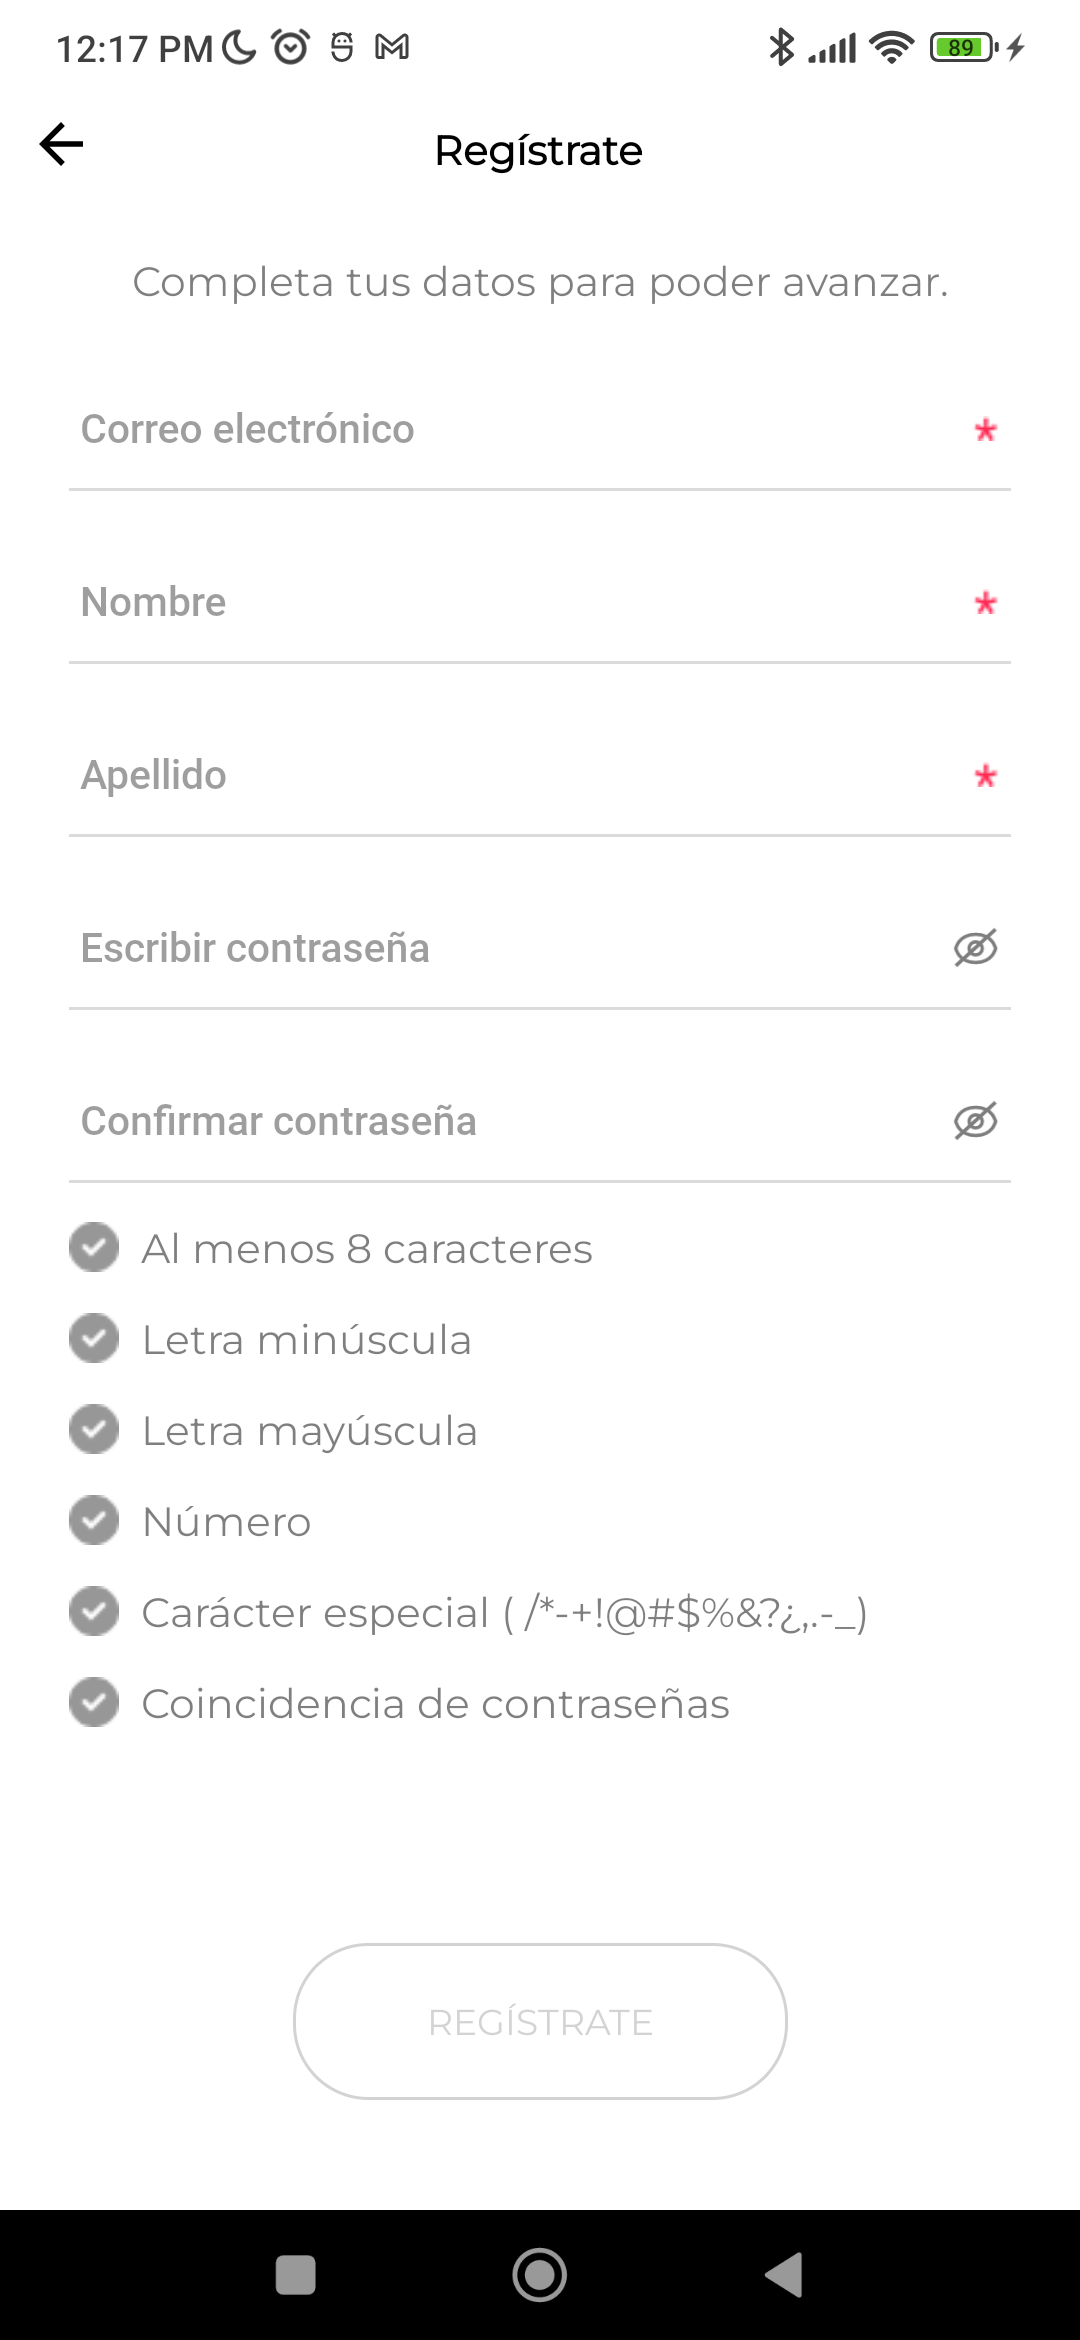 12:17 PM
89
Regístrate
Completa tus datos para poder avanzar.
Correo electrónico *
Nombre *
Apellido *
Escribir contraseña
Confirmar contraseña
Al menos 8 caracteres
Letra minúscula
Letra mayúscula
Número
Carácter especial ( /*-+!@#$%&?¿,.-_)
Coincidencia de contraseñas
REGÍSTRATE